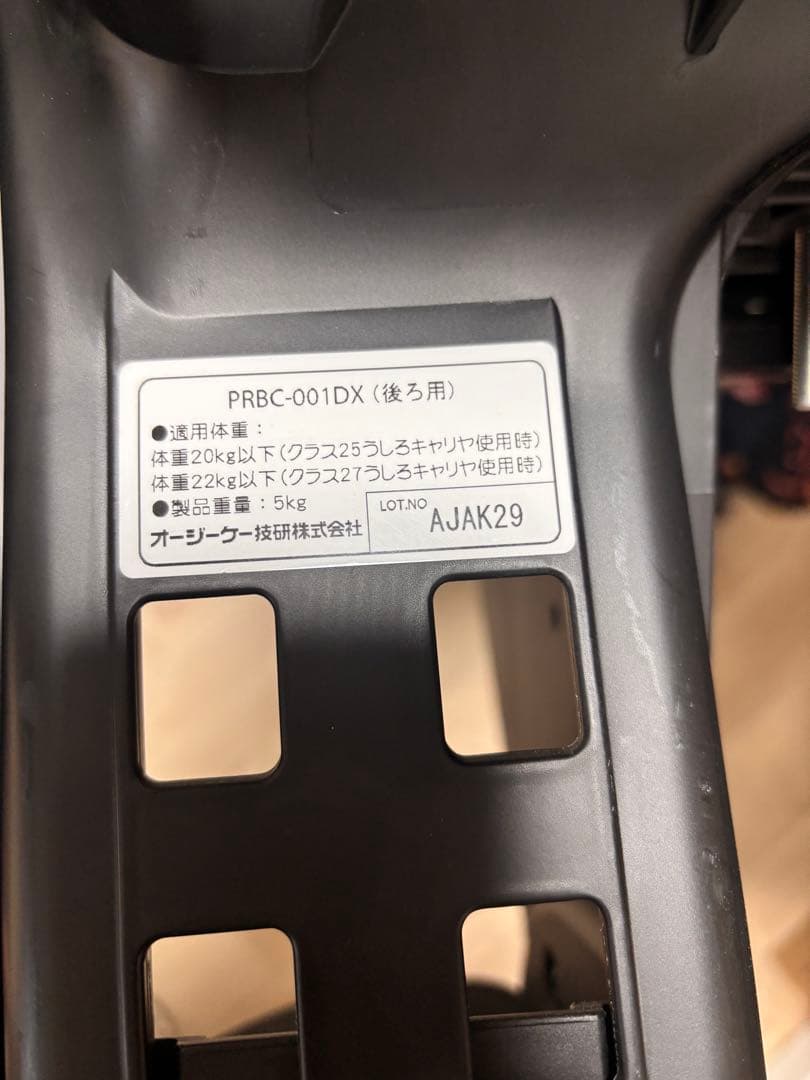 PRBC-001DX (後ろ用)
●適用体重：
体重20kg以下(クラス25うしろキャリヤ使用時)
体重22kg以下(クラス27うしろキャリヤ使用時)
●製品重量：5kg
オージーケー技研株式会社
LOT.NO
AJAK29